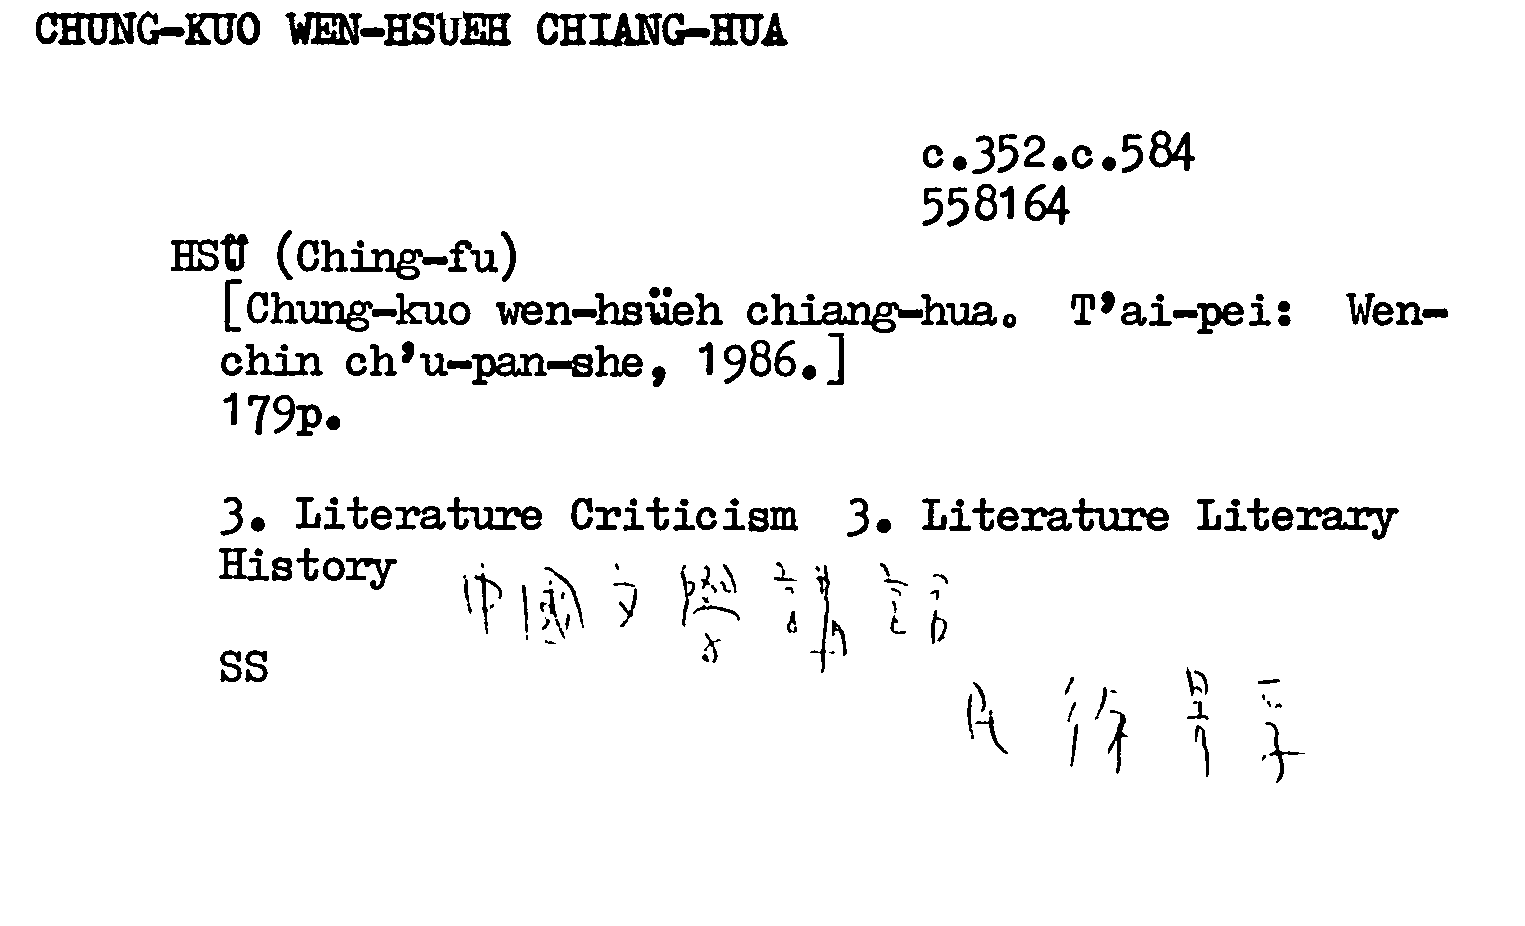 CHUNG-KUO WEN-HSUEH CHIANG-HUA
c.352.c.584
558164
HSÜ (Ching-fu)
[Chung-kuo wen-hsüeh chiang-hua. T'ai-pei: Wen-
chin ch'u-pan-she, 1986.]
179p.
3. Literature Criticism 3. Literature Literary
History
中國文學講話
SS
徐